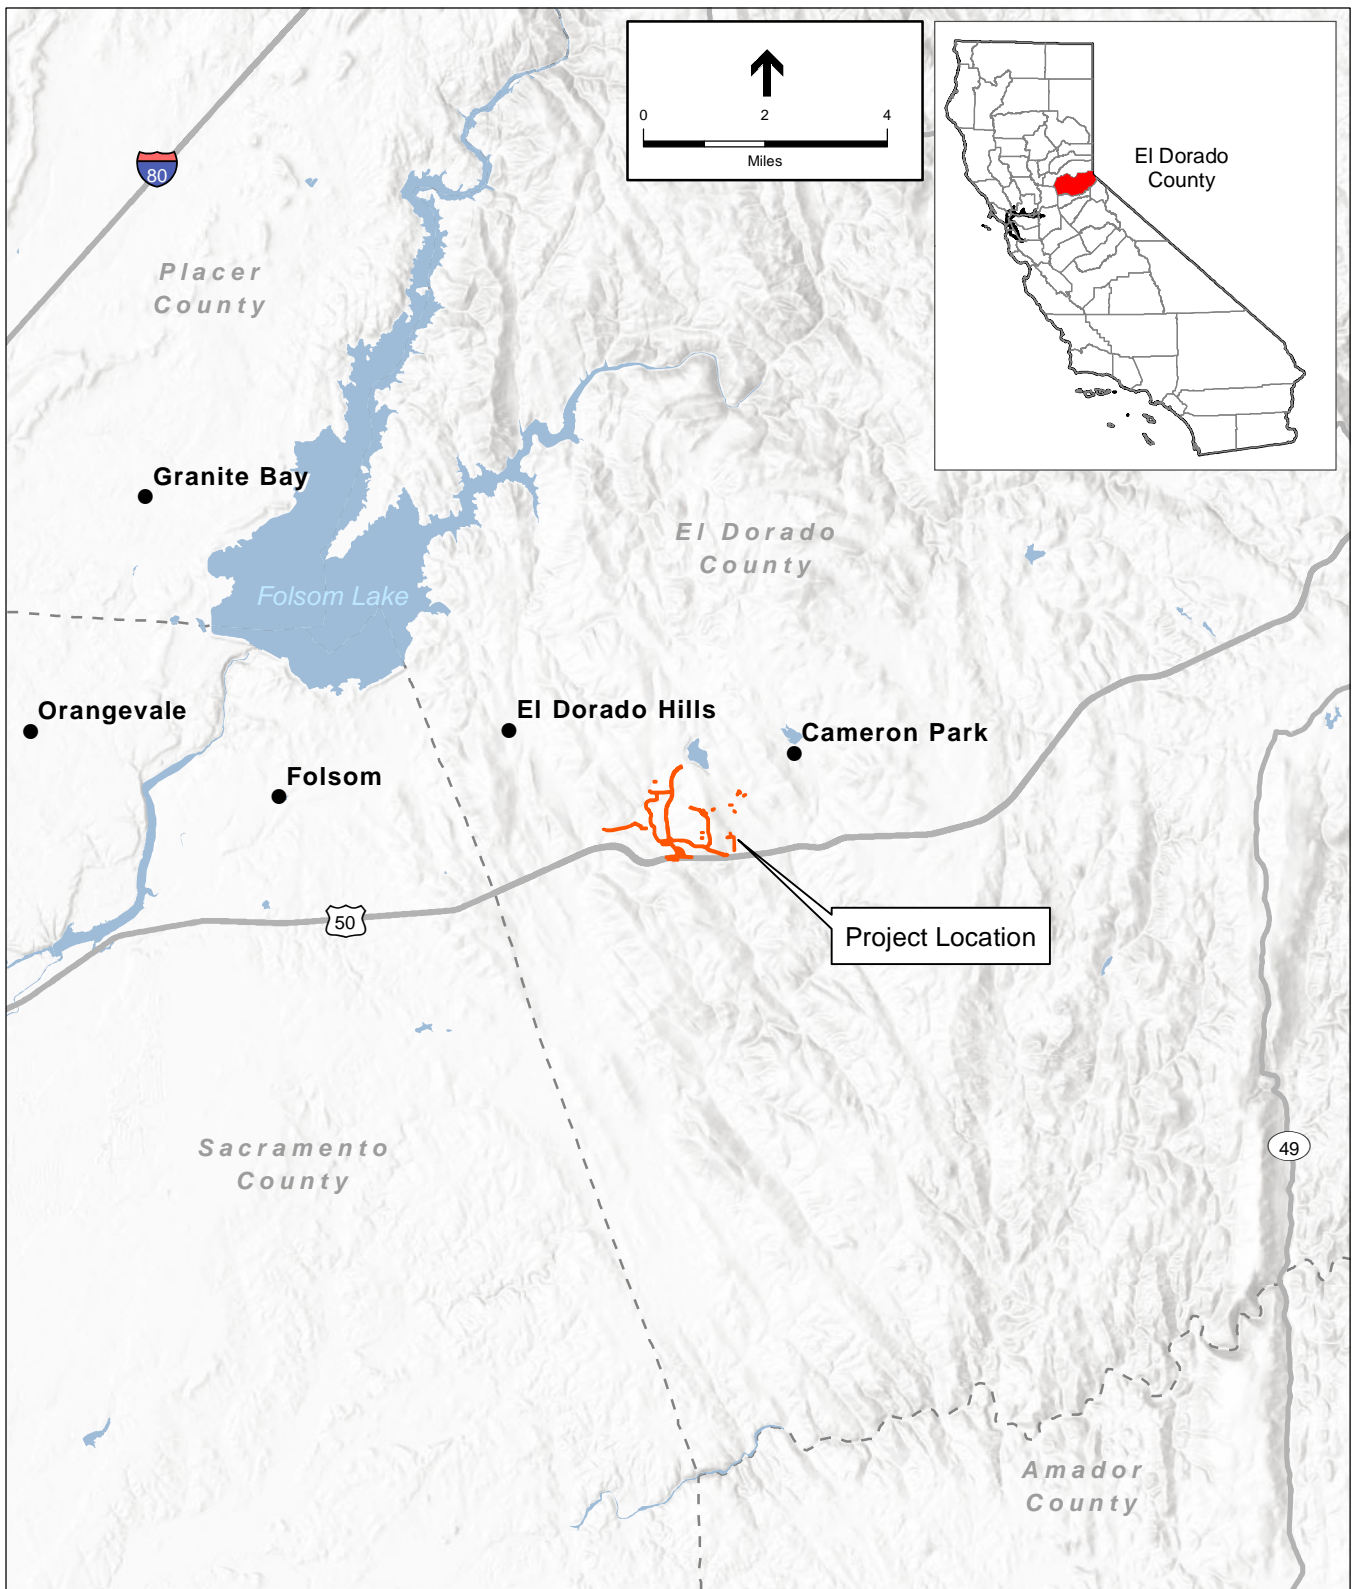 0
2
4
Miles
El Dorado
County
80
Placer
County
Granite Bay
El Dorado
County
Folsom Lake
Orangevale
El Dorado Hills
Cameron Park
Folsom
50
Project Location
49
Sacramento
County
Amador
County